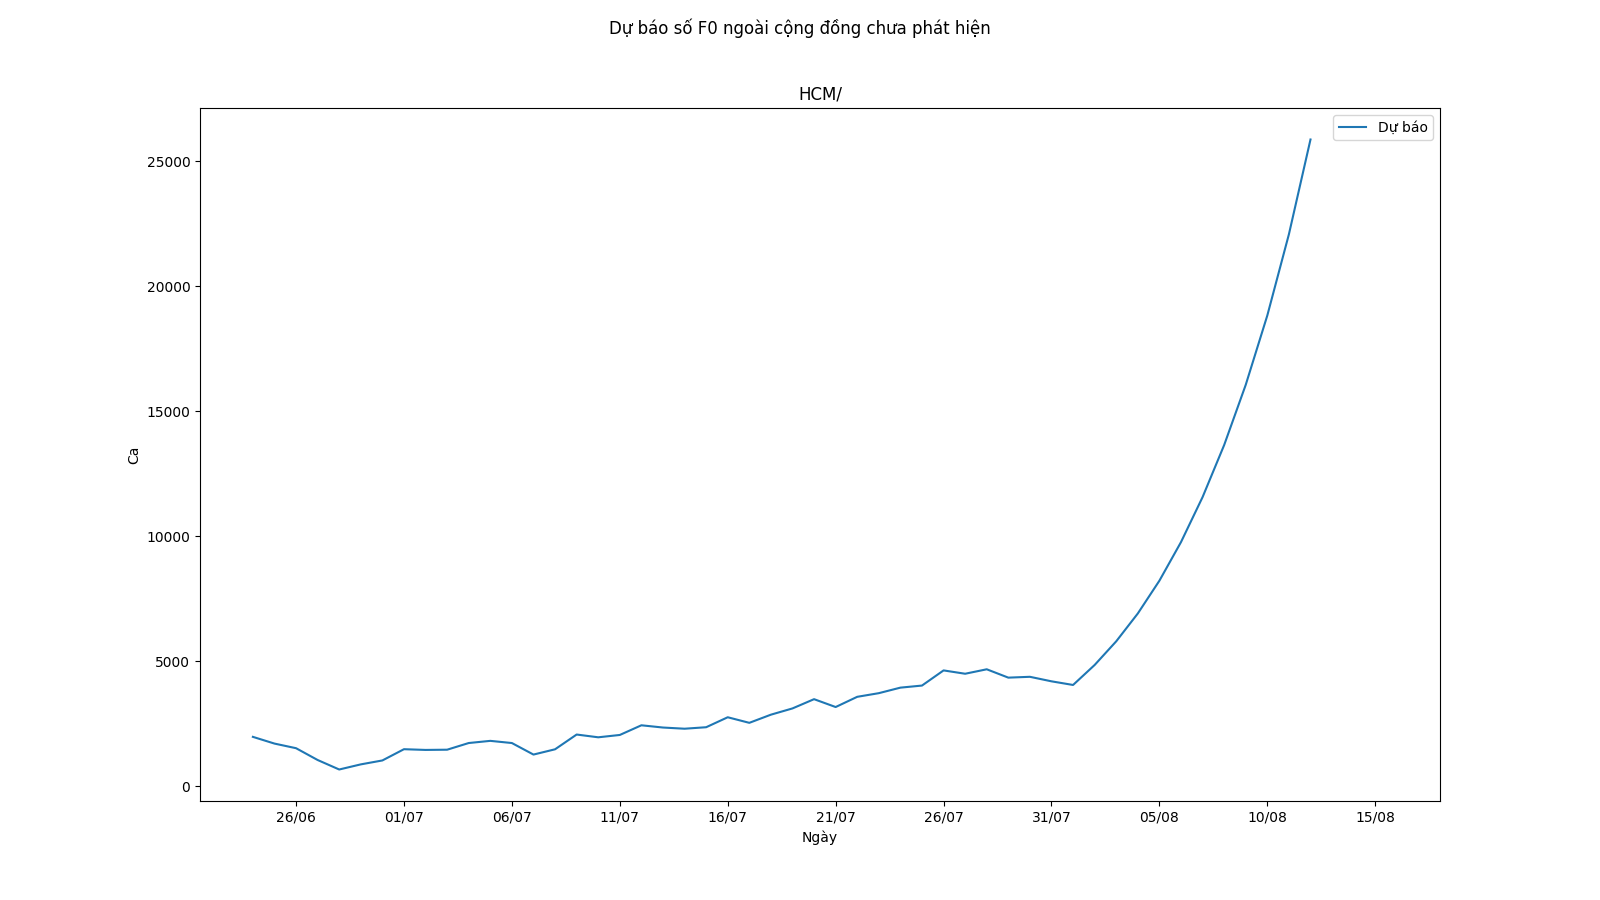 Dự báo số F0 ngoài cộng đồng chưa phát hiện
HCM/
Dự báo
25000
20000
15000
10000
5000
0
Ca
26/06 01/07 06/07 11/07 16/07 21/07 26/07 31/07 05/08 10/08 15/08
Ngày